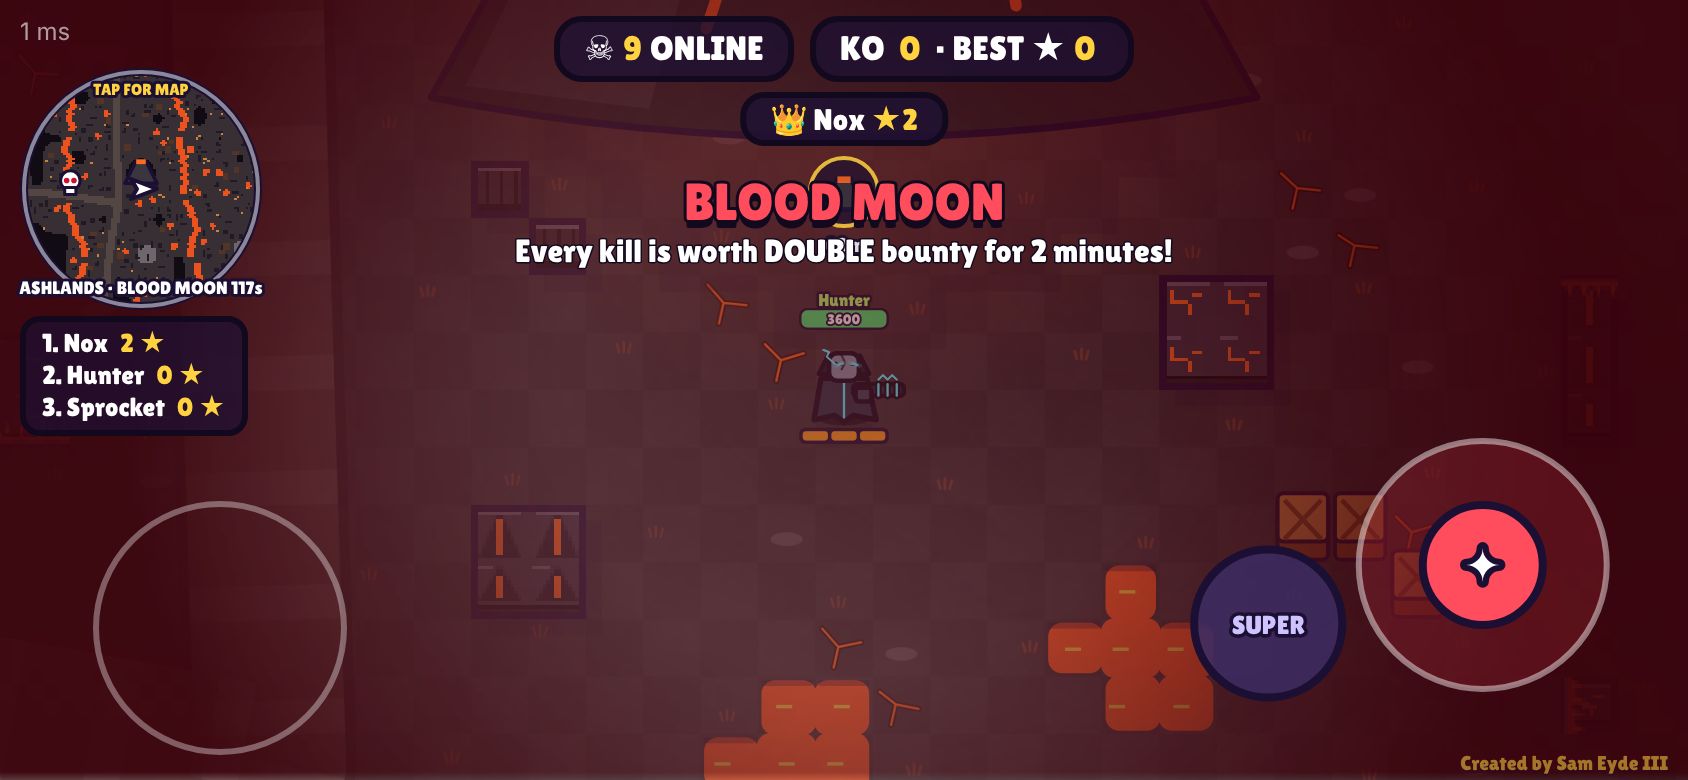 1 ms
☠ 9 ONLINE
KO 0 · BEST ★ 0
TAP FOR MAP
👑 Nox ★2
BLOOD MOON
Every kill is worth DOUBLE bounty for 2 minutes!
ASHLANDS · BLOOD MOON 117s
Hunter
3600
1. Nox 2 ★
2. Hunter 0 ★
3. Sprocket 0 ★
SUPER
Created by Sam Eyde III